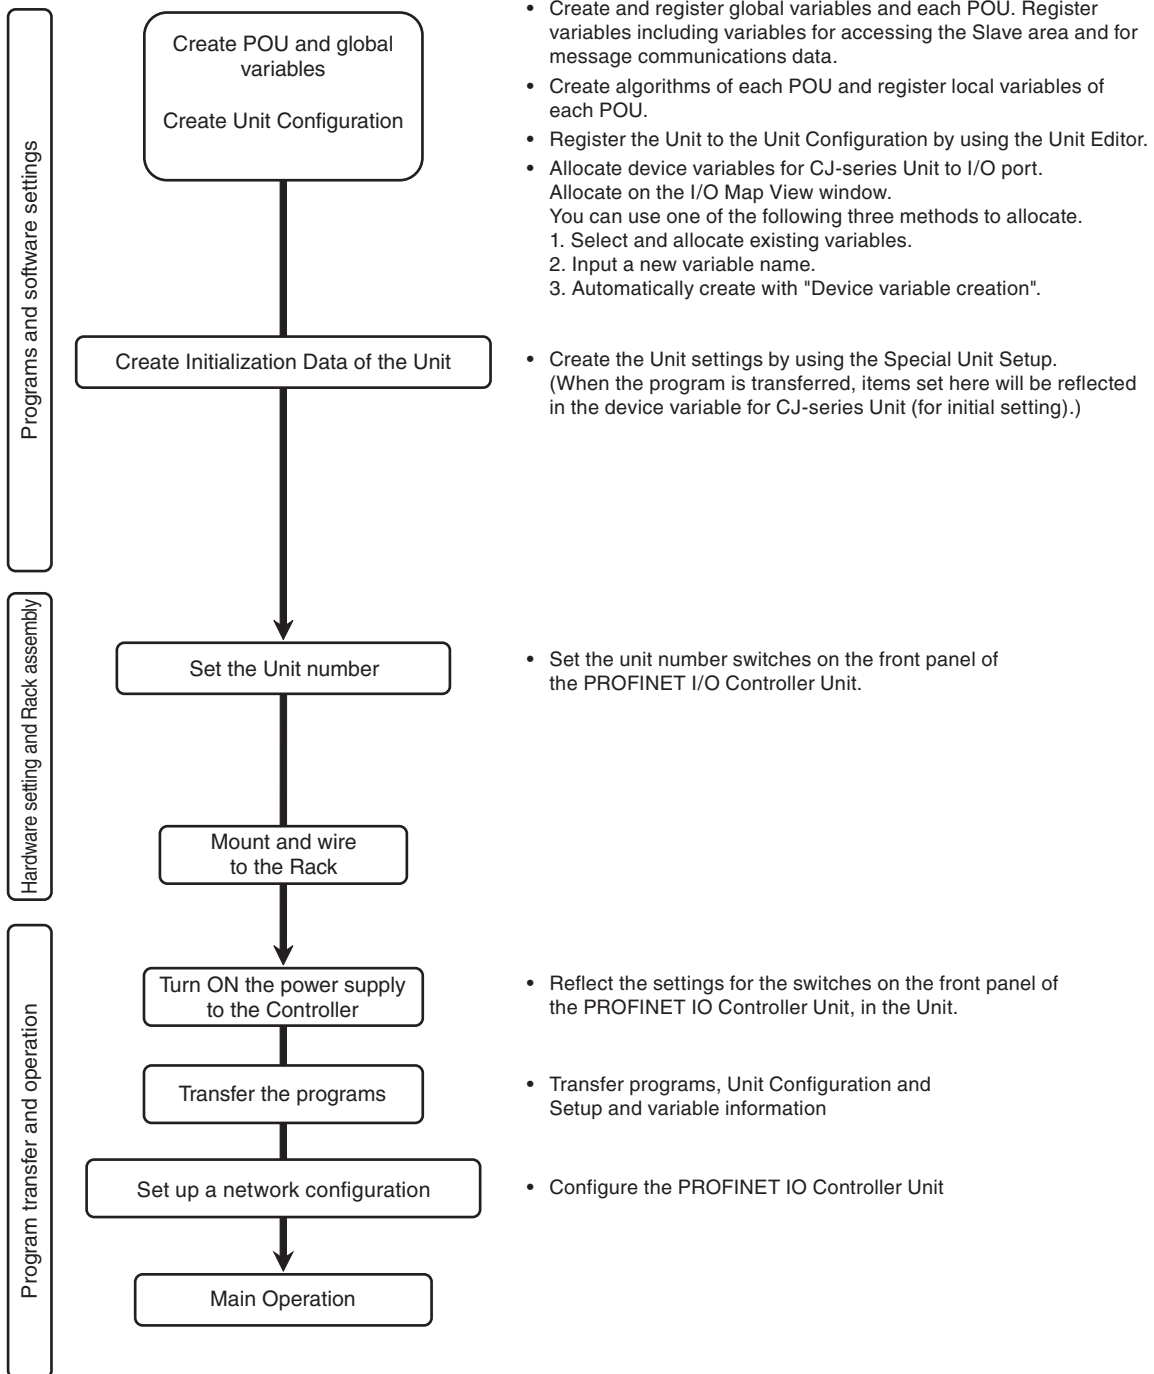 Programs and software settings
Create POU and global
variables
Create Unit Configuration
• Create and register global variables and each POU. Register
variables including variables for accessing the Slave area and for
message communications data.
• Create algorithms of each POU and register local variables of
each POU.
• Register the Unit to the Unit Configuration by using the Unit Editor.
• Allocate device variables for CJ-series Unit to I/O port.
Allocate on the I/O Map View window.
You can use one of the following three methods to allocate.
1. Select and allocate existing variables.
2. Input a new variable name.
3. Automatically create with "Device variable creation".
Create Initialization Data of the Unit
• Create the Unit settings by using the Special Unit Setup.
(When the program is transferred, items set here will be reflected
in the device variable for CJ-series Unit (for initial setting).)
Hardware setting and Rack assembly
Set the Unit number
• Set the unit number switches on the front panel of
the PROFINET I/O Controller Unit.
Mount and wire
to the Rack
Program transfer and operation
Turn ON the power supply
to the Controller
• Reflect the settings for the switches on the front panel of
the PROFINET IO Controller Unit, in the Unit.
Transfer the programs
• Transfer programs, Unit Configuration and
Setup and variable information
Set up a network configuration
• Configure the PROFINET IO Controller Unit
Main Operation